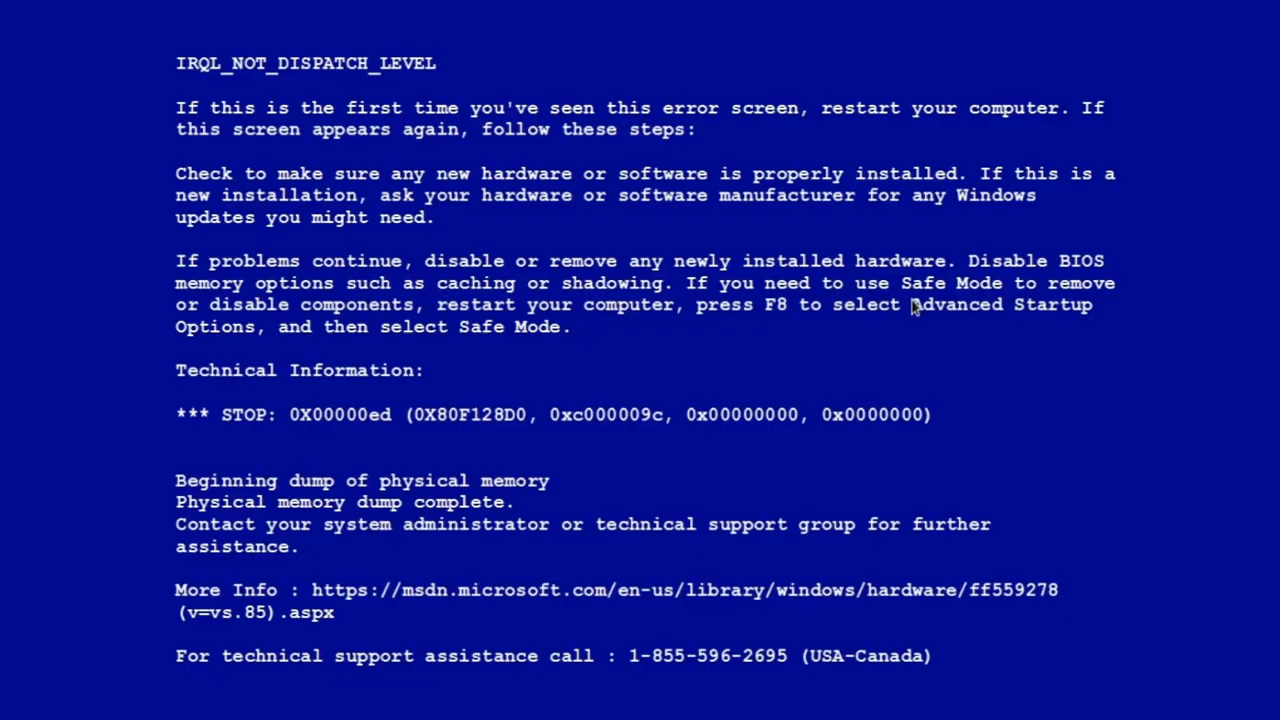 IRQL_NOT_DISPATCH_LEVEL
If this is the first time you've seen this error screen, restart your computer. If
this screen appears again, follow these steps:
Check to make sure any new hardware or software is properly installed. If this is a
new installation, ask your hardware or software manufacturer for any Windows
updates you might need.
If problems continue, disable or remove any newly installed hardware. Disable BIOS
memory options such as caching or shadowing. If you need to use Safe Mode to remove
or disable components, restart your computer, press F8 to select Advanced Startup
Options, and then select Safe Mode.
Technical Information:
*** STOP: 0X00000ed (0X80F128D0, 0xc000009c, 0x00000000, 0x0000000)
Beginning dump of physical memory
Physical memory dump complete.
Contact your system administrator or technical support group for further
assistance.
More Info : https://msdn.microsoft.com/en-us/library/windows/hardware/ff559278
(v=vs.85).aspx
For technical support assistance call : 1-855-596-2695 (USA-Canada)